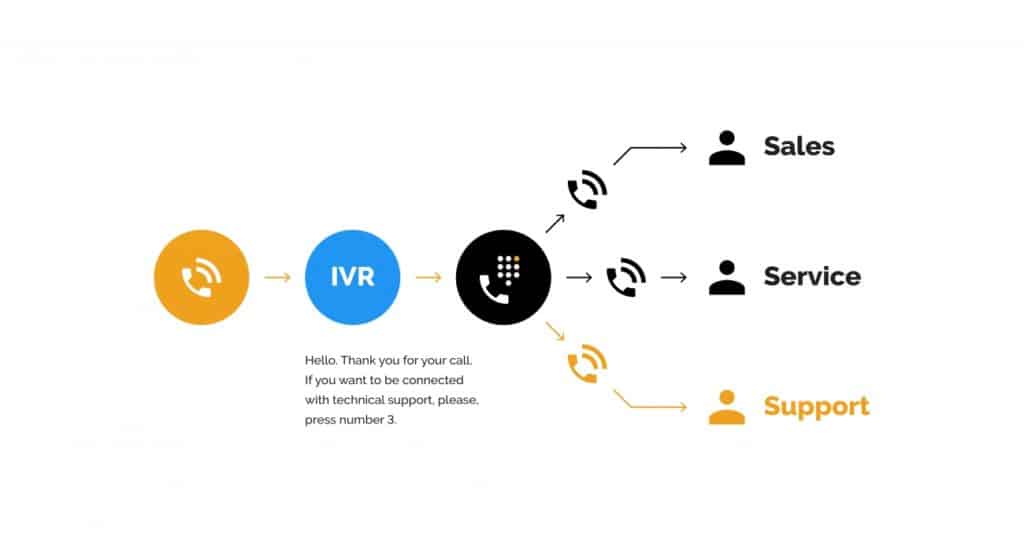 Sales
IVR
Service
Hello. Thank you for your call.
If you want to be connected
with technical support, please,
press number 3.
Support